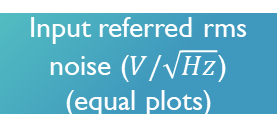 Input referred rms
noise (V/√Hz)
(equal plots)